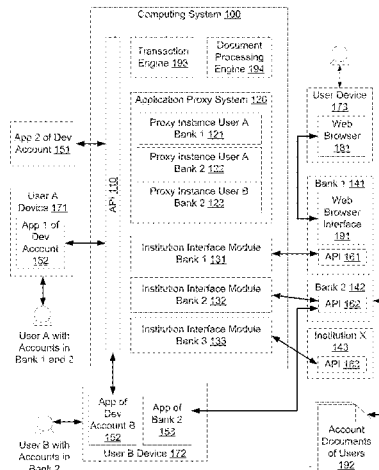 Computing System 100
Transaction
Engine 193
Document
Processing
Engine 194
Application Proxy System 120
Proxy Instance User A
Bank 1 121
Proxy Instance User A
Bank 2 122
Proxy Instance User B
Bank 2 123
API 110
Institution Interface Module
Bank 1 131
Institution Interface Module
Bank 2 132
Institution Interface Module
Bank 3 133
App 2 of Dev
Account 151
User A
Device 171
App 1 of
Dev
Account
152
User A with
Accounts in
Bank 1 and 2
User B with
Accounts in
Bank 2
App of
Dev
Account B
152
App of
Bank 2
153
User B Device 172
User Device
173
Web
Browser
181
Bank 1 141
Web
Browser
Interface
191
API 161
Bank 2 142
API 162
Institution X
143
API 163
Account
Documents
of Users
192